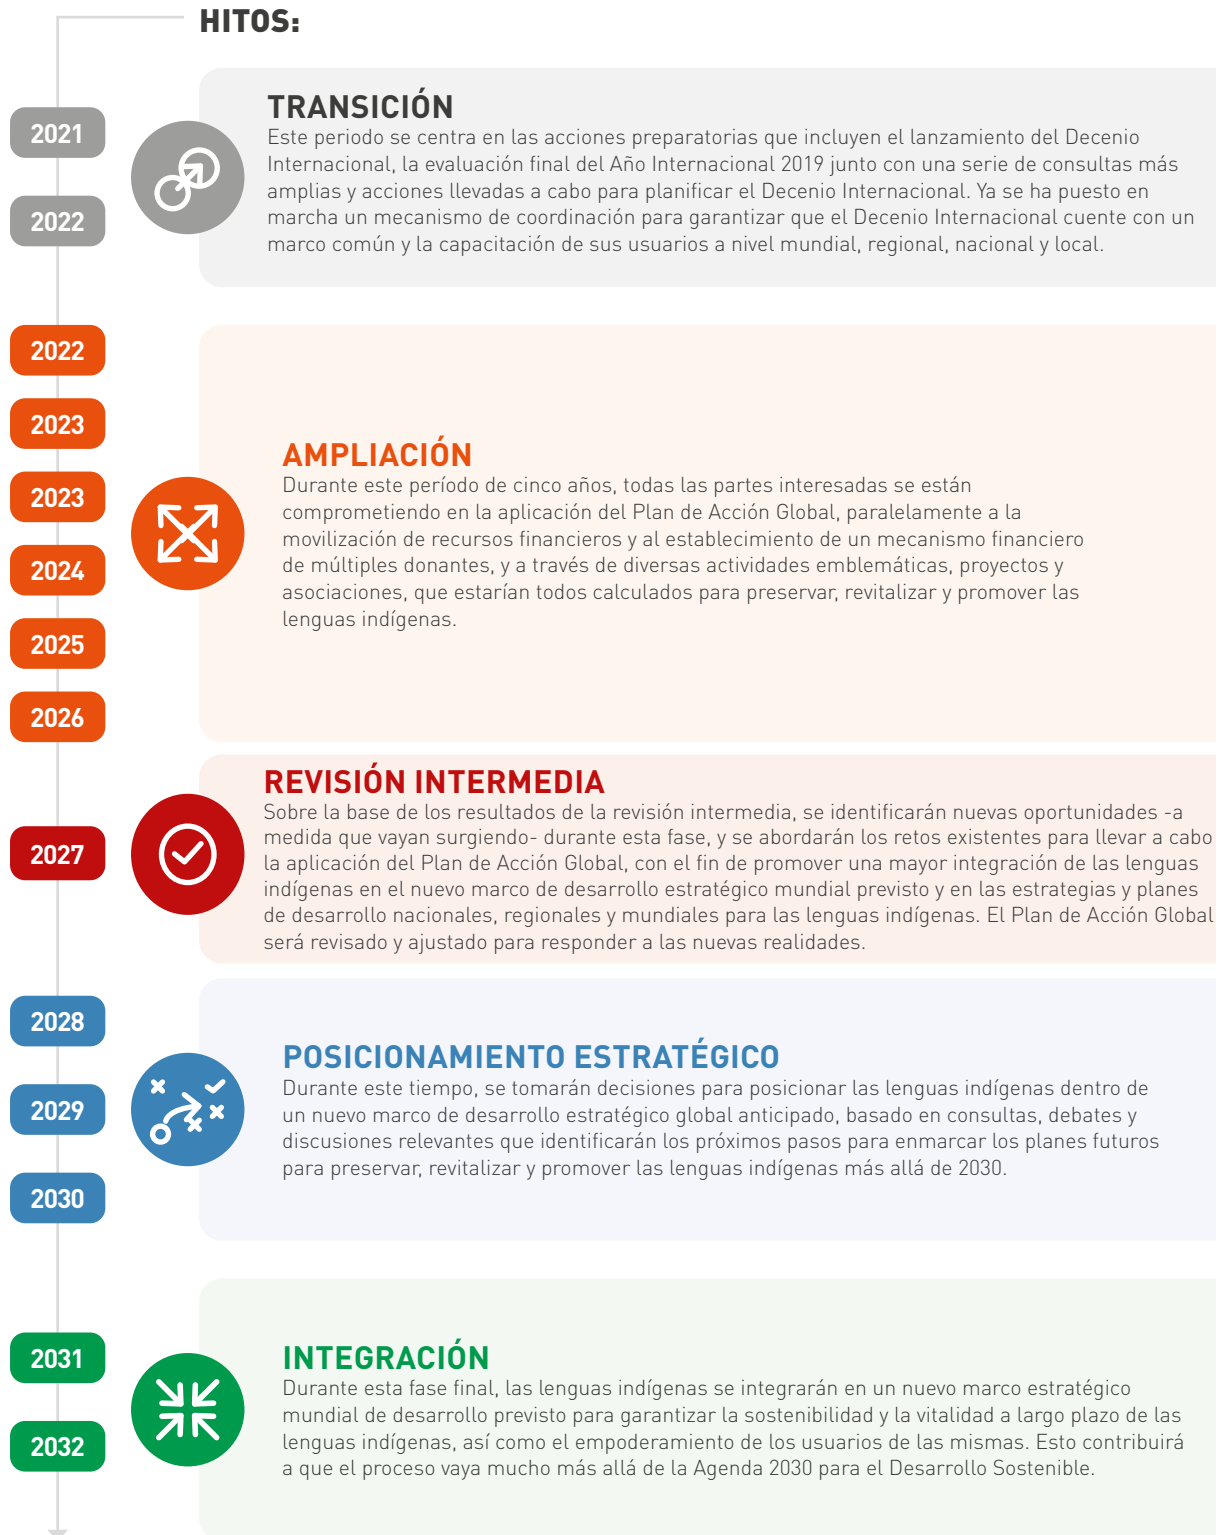 HITOS:
2021
2022
TRANSICIÓN
Este periodo se centra en las acciones preparatorias que incluyen el lanzamiento del Decenio
Internacional, la evaluación final del Año Internacional 2019 junto con una serie de consultas más
amplias y acciones llevadas a cabo para planificar el Decenio Internacional. Ya se ha puesto en
marcha un mecanismo de coordinación para garantizar que el Decenio Internacional cuente con un
marco común y la capacitación de sus usuarios a nivel mundial, regional, nacional y local.
2022
2023
2023
2024
2025
2026
AMPLIACIÓN
Durante este período de cinco años, todas las partes interesadas se están
comprometiendo en la aplicación del Plan de Acción Global, paralelamente a la
movilización de recursos financieros y al establecimiento de un mecanismo financiero
de múltiples donantes, y a través de diversas actividades emblemáticas, proyectos y
asociaciones, que estarían todos calculados para preservar, revitalizar y promover las
lenguas indígenas.
2027
REVISIÓN INTERMEDIA
Sobre la base de los resultados de la revisión intermedia, se identificarán nuevas oportunidades -a
medida que vayan surgiendo- durante esta fase, y se abordarán los retos existentes para llevar a cabo
la aplicación del Plan de Acción Global, con el fin de promover una mayor integración de las lenguas
indígenas en el nuevo marco de desarrollo estratégico mundial previsto y en las estrategias y planes
de desarrollo nacionales, regionales y mundiales para las lenguas indígenas. El Plan de Acción Global
será revisado y ajustado para responder a las nuevas realidades.
2028
2029
2030
POSICIONAMIENTO ESTRATÉGICO
Durante este tiempo, se tomarán decisiones para posicionar las lenguas indígenas dentro de
un nuevo marco de desarrollo estratégico global anticipado, basado en consultas, debates y
discusiones relevantes que identificarán los próximos pasos para enmarcar los planes futuros
para preservar, revitalizar y promover las lenguas indígenas más allá de 2030.
2031
2032
INTEGRACIÓN
Durante esta fase final, las lenguas indígenas se integrarán en un nuevo marco estratégico
mundial de desarrollo previsto para garantizar la sostenibilidad y la vitalidad a largo plazo de las
lenguas indígenas, así como el empoderamiento de los usuarios de las mismas. Esto contribuirá
a que el proceso vaya mucho más allá de la Agenda 2030 para el Desarrollo Sostenible.